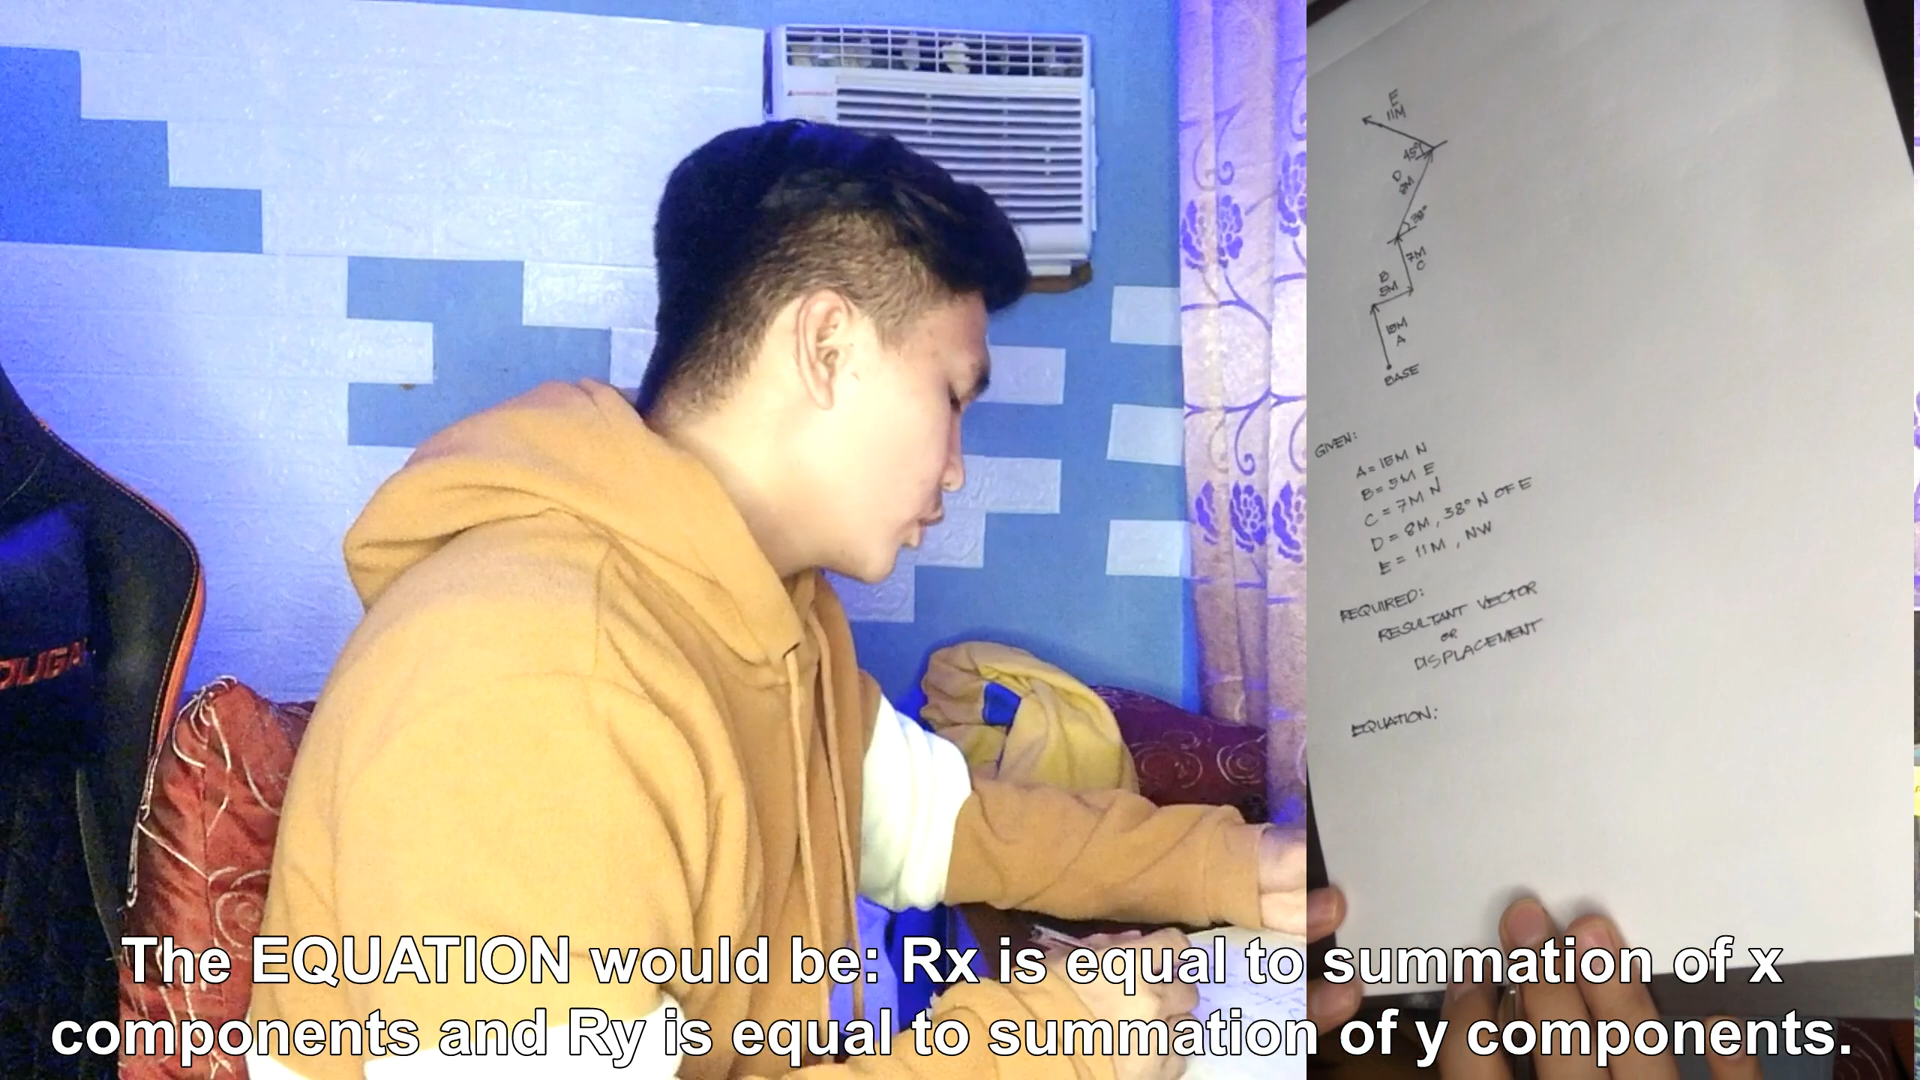 E
11M
45°
D
8M
38°
7M
C
B
5M
15M
A
BASE
GIVEN:
A = 15M N
B = 5M E
C = 7M N
D = 8M, 38° N OF E
E = 11M, NW
REQUIRED:
RESULTANT VECTOR
OR
DISPLACEMENT
EQUATION:
The EQUATION would be: Rx is equal to summation of x
components and Ry is equal to summation of y components.